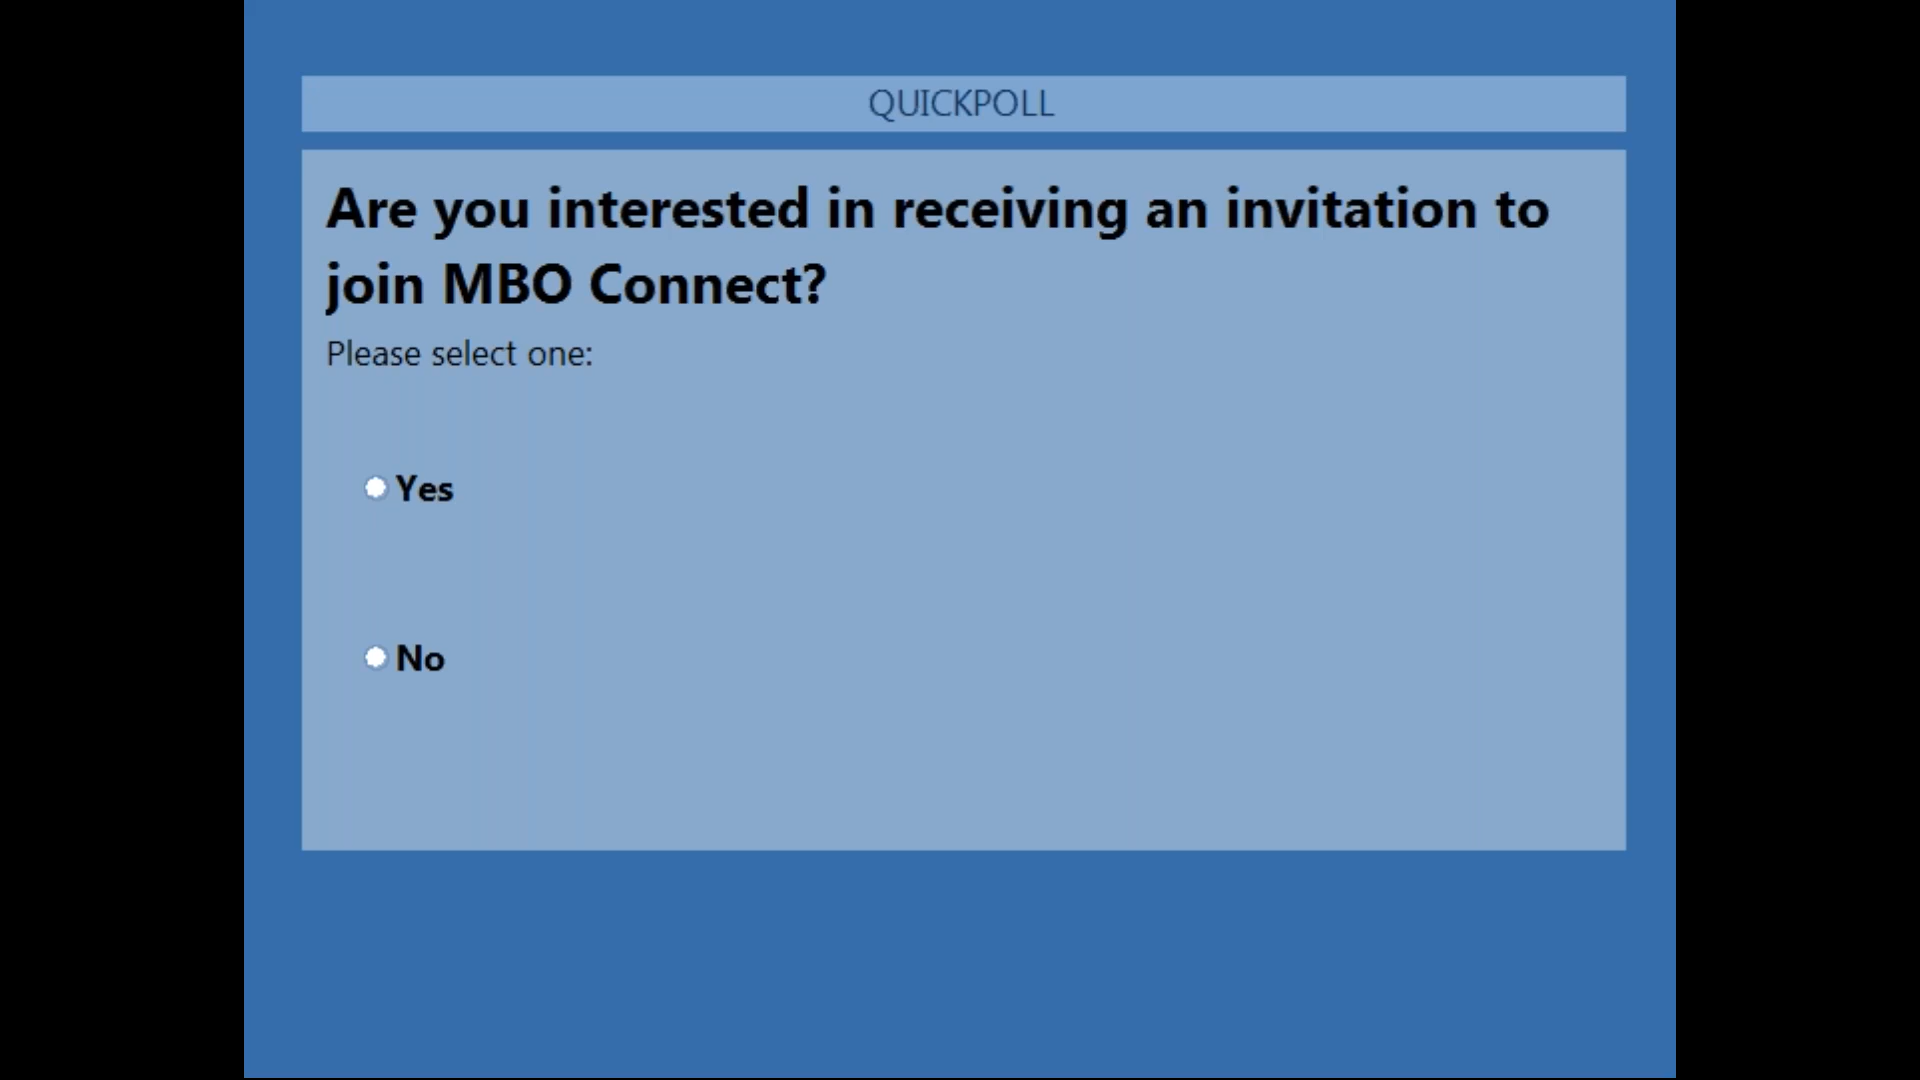 QUICKPOLL
Are you interested in receiving an invitation to
join MBO Connect?
Please select one:
Yes
No